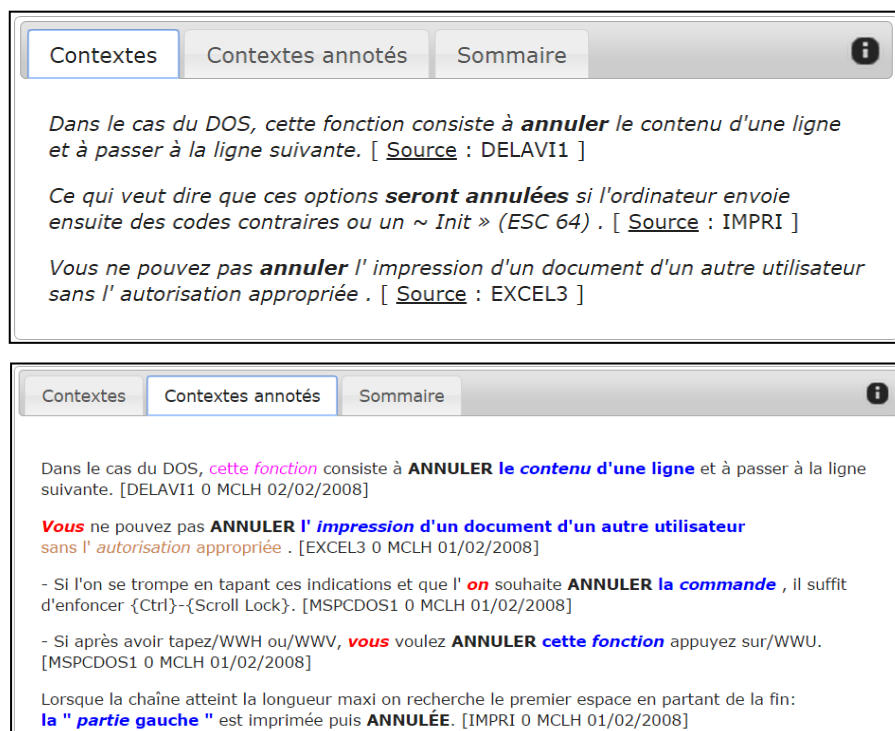 Contextes Contextes annotés Sommaire
Dans le cas du DOS, cette fonction consiste à annuler le contenu d'une ligne
et à passer à la ligne suivante. [ Source : DELAVI1 ]
Ce qui veut dire que ces options seront annulées si l'ordinateur envoie
ensuite des codes contraires ou un ~ Init » (ESC 64) . [ Source : IMPRI ]
Vous ne pouvez pas annuler l' impression d'un document d'un autre utilisateur
sans l' autorisation appropriée . [ Source : EXCEL3 ]
Contextes Contextes annotés Sommaire
Dans le cas du DOS, cette fonction consiste à ANNULER le contenu d'une ligne et à passer à la ligne
suivante. [DELAVI1 0 MCLH 02/02/2008]
Vous ne pouvez pas ANNULER l' impression d'un document d'un autre utilisateur
sans l' autorisation appropriée . [EXCEL3 0 MCLH 01/02/2008]
- Si l'on se trompe en tapant ces indications et que l' on souhaite ANNULER la commande , il suffit
d'enfoncer {Ctrl}-{Scroll Lock}. [MSPCDOS1 0 MCLH 01/02/2008]
- Si après avoir tapez/WWH ou/WWV, vous voulez ANNULER cette fonction appuyez sur/WWU.
[MSPCDOS1 0 MCLH 01/02/2008]
Lorsque la chaîne atteint la longueur maxi on recherche le premier espace en partant de la fin:
la " partie gauche " est imprimée puis ANNULÉE. [IMPRI 0 MCLH 01/02/2008]